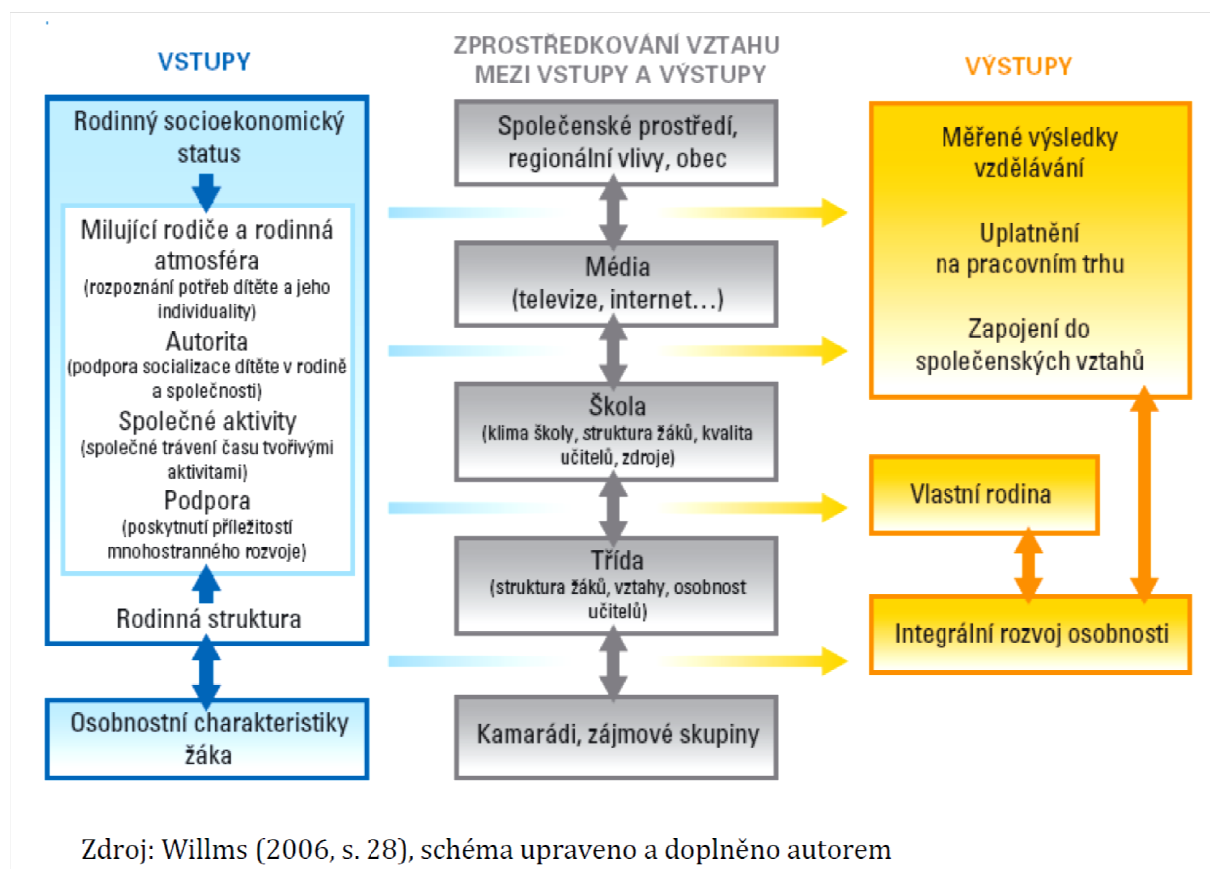 VSTUPY
Rodinný socioekonomický
status
Milující rodiče a rodinná
atmosféra
(rozpoznání potřeb dítěte a jeho
individuality)
Autorita
(podpora socializace dítěte v rodině
a společnosti)
Společné aktivity
(společné trávení času tvořivými
aktivitami)
Podpora
(poskytnutí příležitostí
mnohostranného rozvoje)
Rodinná struktura
Osobnostní charakteristiky
žáka
ZPROSTŘEDKOVÁNÍ VZTAHU
MEZI VSTUPY A VÝSTUPY
Společenské prostředí,
regionální vlivy, obec
Média
(televize, internet…)
Škola
(klima školy, struktura žáků, kvalita
učitelů, zdroje)
Třída
(struktura žáků, vztahy, osobnost
učitelů)
Kamarádi, zájmové skupiny
VÝSTUPY
Měřené výsledky
vzdělávání
Uplatnění
na pracovním trhu
Zapojení do
společenských vztahů
Vlastní rodina
Integrální rozvoj osobnosti
Zdroj: Willms (2006, s. 28), schéma upraveno a doplněno autorem